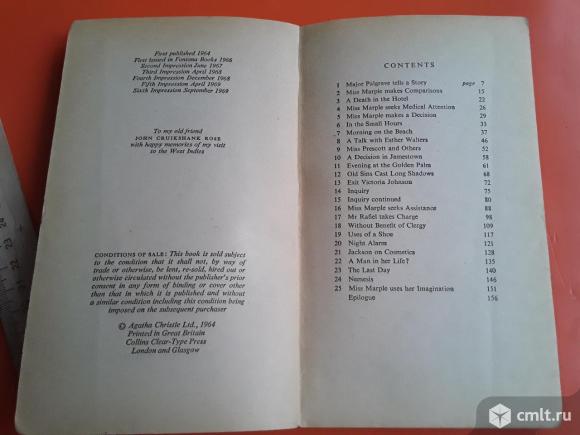 First published 1964
First issued in Fontana Books 1966
Second Impression June 1967
Third Impression April 1968
Fourth Impression December 1968
Fifth Impression April 1969
Sixth Impression September 1969
To my old friend
JOHN CRUIKSHANK ROSE
with happy memories of my visit
to the West Indies
CONDITIONS OF SALE: This book is sold subject
to the condition that it shall not, by way of
trade or otherwise, be lent, re-sold, hired out or
otherwise circulated without the publisher's prior
consent in any form of binding or cover other
than that in which it is published and without
a similar condition including this condition being
imposed on the subsequent purchaser
© Agatha Christie Ltd., 1964
Printed in Great Britain
Collins Clear-Type Press
London and Glasgow
CONTENTS
1 Major Palgrave tells a Story page 7
2 Miss Marple makes Comparisons 15
3 A Death in the Hotel 22
4 Miss Marple seeks Medical Attention 26
5 Miss Marple makes a Decision 29
6 In the Small Hours 33
7 Morning on the Beach 37
8 A Talk with Esther Walters 46
9 Miss Prescott and Others 52
10 A Decision in Jamestown 58
11 Evening at the Golden Palm 61
12 Old Sins Cast Long Shadows 68
13 Exit Victoria Johnson 72
14 Inquiry 75
15 Inquiry continued 80
16 Miss Marple seeks Assistance 88
17 Mr Rafiel takes Charge 98
18 Without Benefit of Clergy 109
19 Uses of a Shoe 117
20 Night Alarm 121
21 Jackson on Cosmetics 128
22 A Man in her Life? 135
23 The Last Day 140
24 Nemesis 146
25 Miss Marple uses her Imagination 151
Epilogue 156
23
24
cmlt.ru